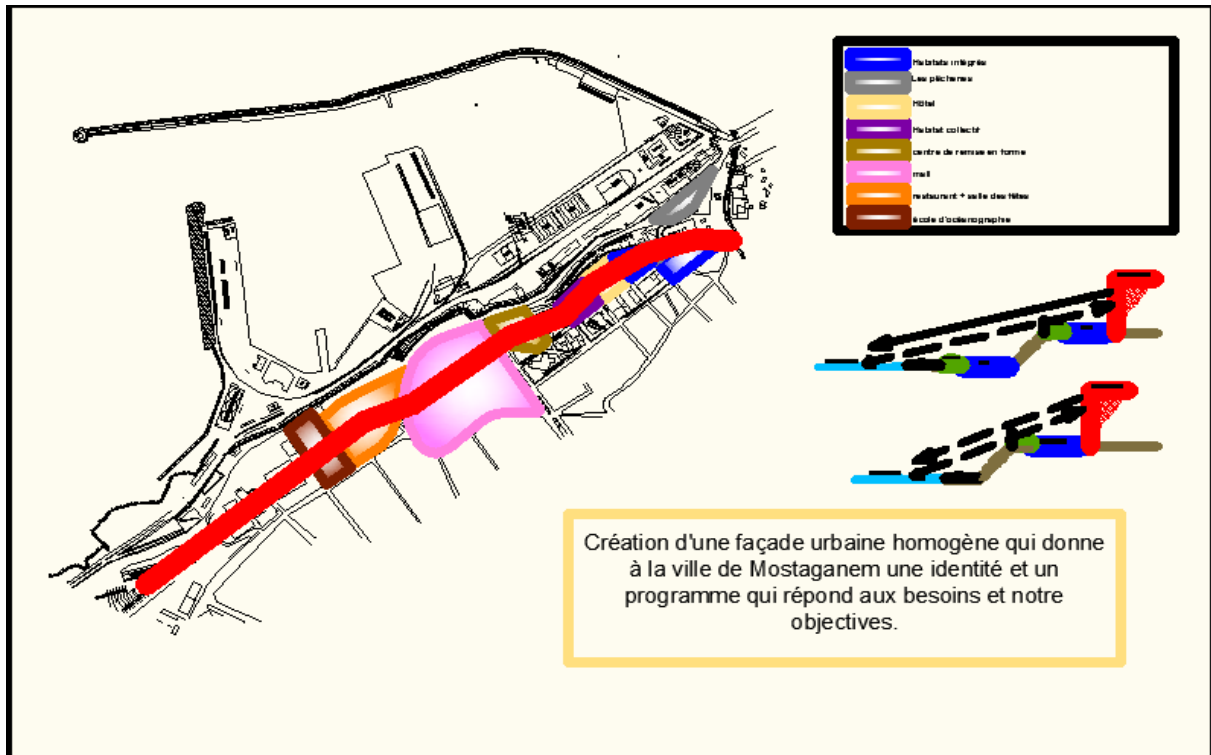 Habitats intégrés
Les pêcheries
Hôtel
Habitat collectif
centre de remise en forme
mall
restaurant + salle des fêtes
école d'océanographie
Création d'une façade urbaine homogène qui donne
à la ville de Mostaganem une identité et un
programme qui répond aux besoins et notre
objectives.